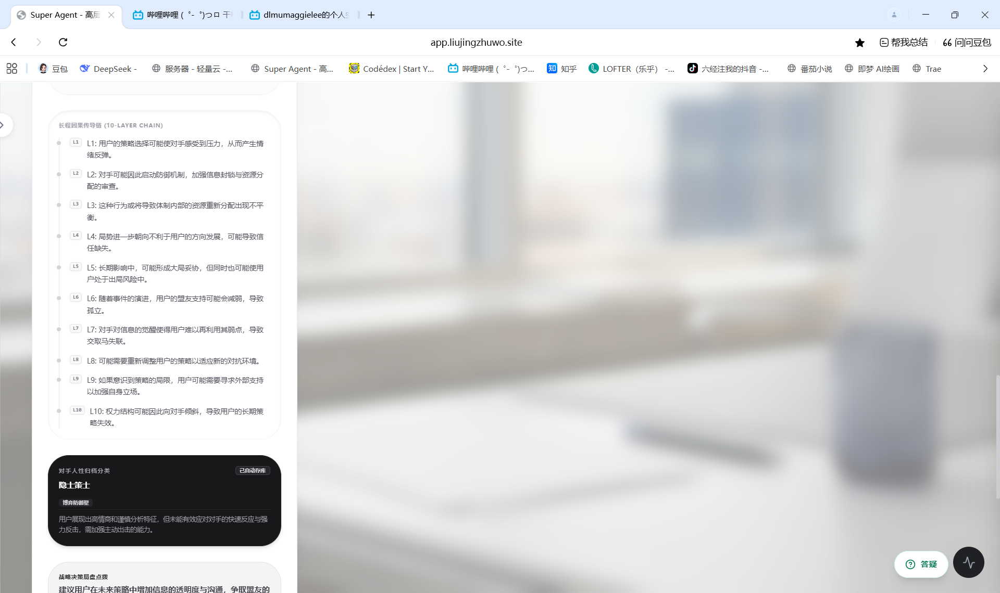 Super Agent - 高层
哔哩哔哩 (゜-゜)つロ 干杯
dlmumaggielee的个人空
app.liujingzhuwo.site
帮我总结
问问豆包
豆包
DeepSeek -
服务器 - 轻量云 -...
Super Agent - 高...
Codédex | Start Y...
哔哩哔哩 (゜-゜)つ...
知 知乎
LOFTER（乐乎） -...
六经注我的抖音 -...
番茄小说
即梦 AI绘画
Trae
长程因果传导链 (10-LAYER CHAIN)
L1 L1: 用户的策略选择可能使对手感受到压力，从而产生情
绪反弹。
L2 L2: 对手可能因此启动防御机制，加强信息封锁与资源分
配的审查。
L3 L3: 这种行为或将导致体制内部的资源重新分配出现不平
衡。
L4 L4: 局势进一步朝向不利于用户的方向发展，可能导致信
任缺失。
L5 L5: 长期影响中，可能形成大局妥协，但同时也可能使用
户处于出局风险中。
L6 L6: 随着事件的演进，用户的盟友支持可能会减弱，导致
孤立。
L7 L7: 对手对信息的觉醒使得用户难以再利用其弱点，导致
交取马失联。
L8 L8: 可能需要重新调整用户的策略以适应新的对抗环境。
L9 L9: 如果意识到策略的局限，用户可能需要寻求外部支持
以加强自身立场。
L10 L10: 权力结构可能因此向对手倾斜，导致用户的长期策
略失效。
对手人性归档分类
已自动存库
隐士策士
博弈防御型
用户展现出高情商和谨慎分析特征，但未能有效应对对手的快速反应与强
力反击，需加强主动出击的能力。
战略决策局盘点拨
建议用户在未来策略中增加信息的透明度与沟通，争取盟友的
答疑